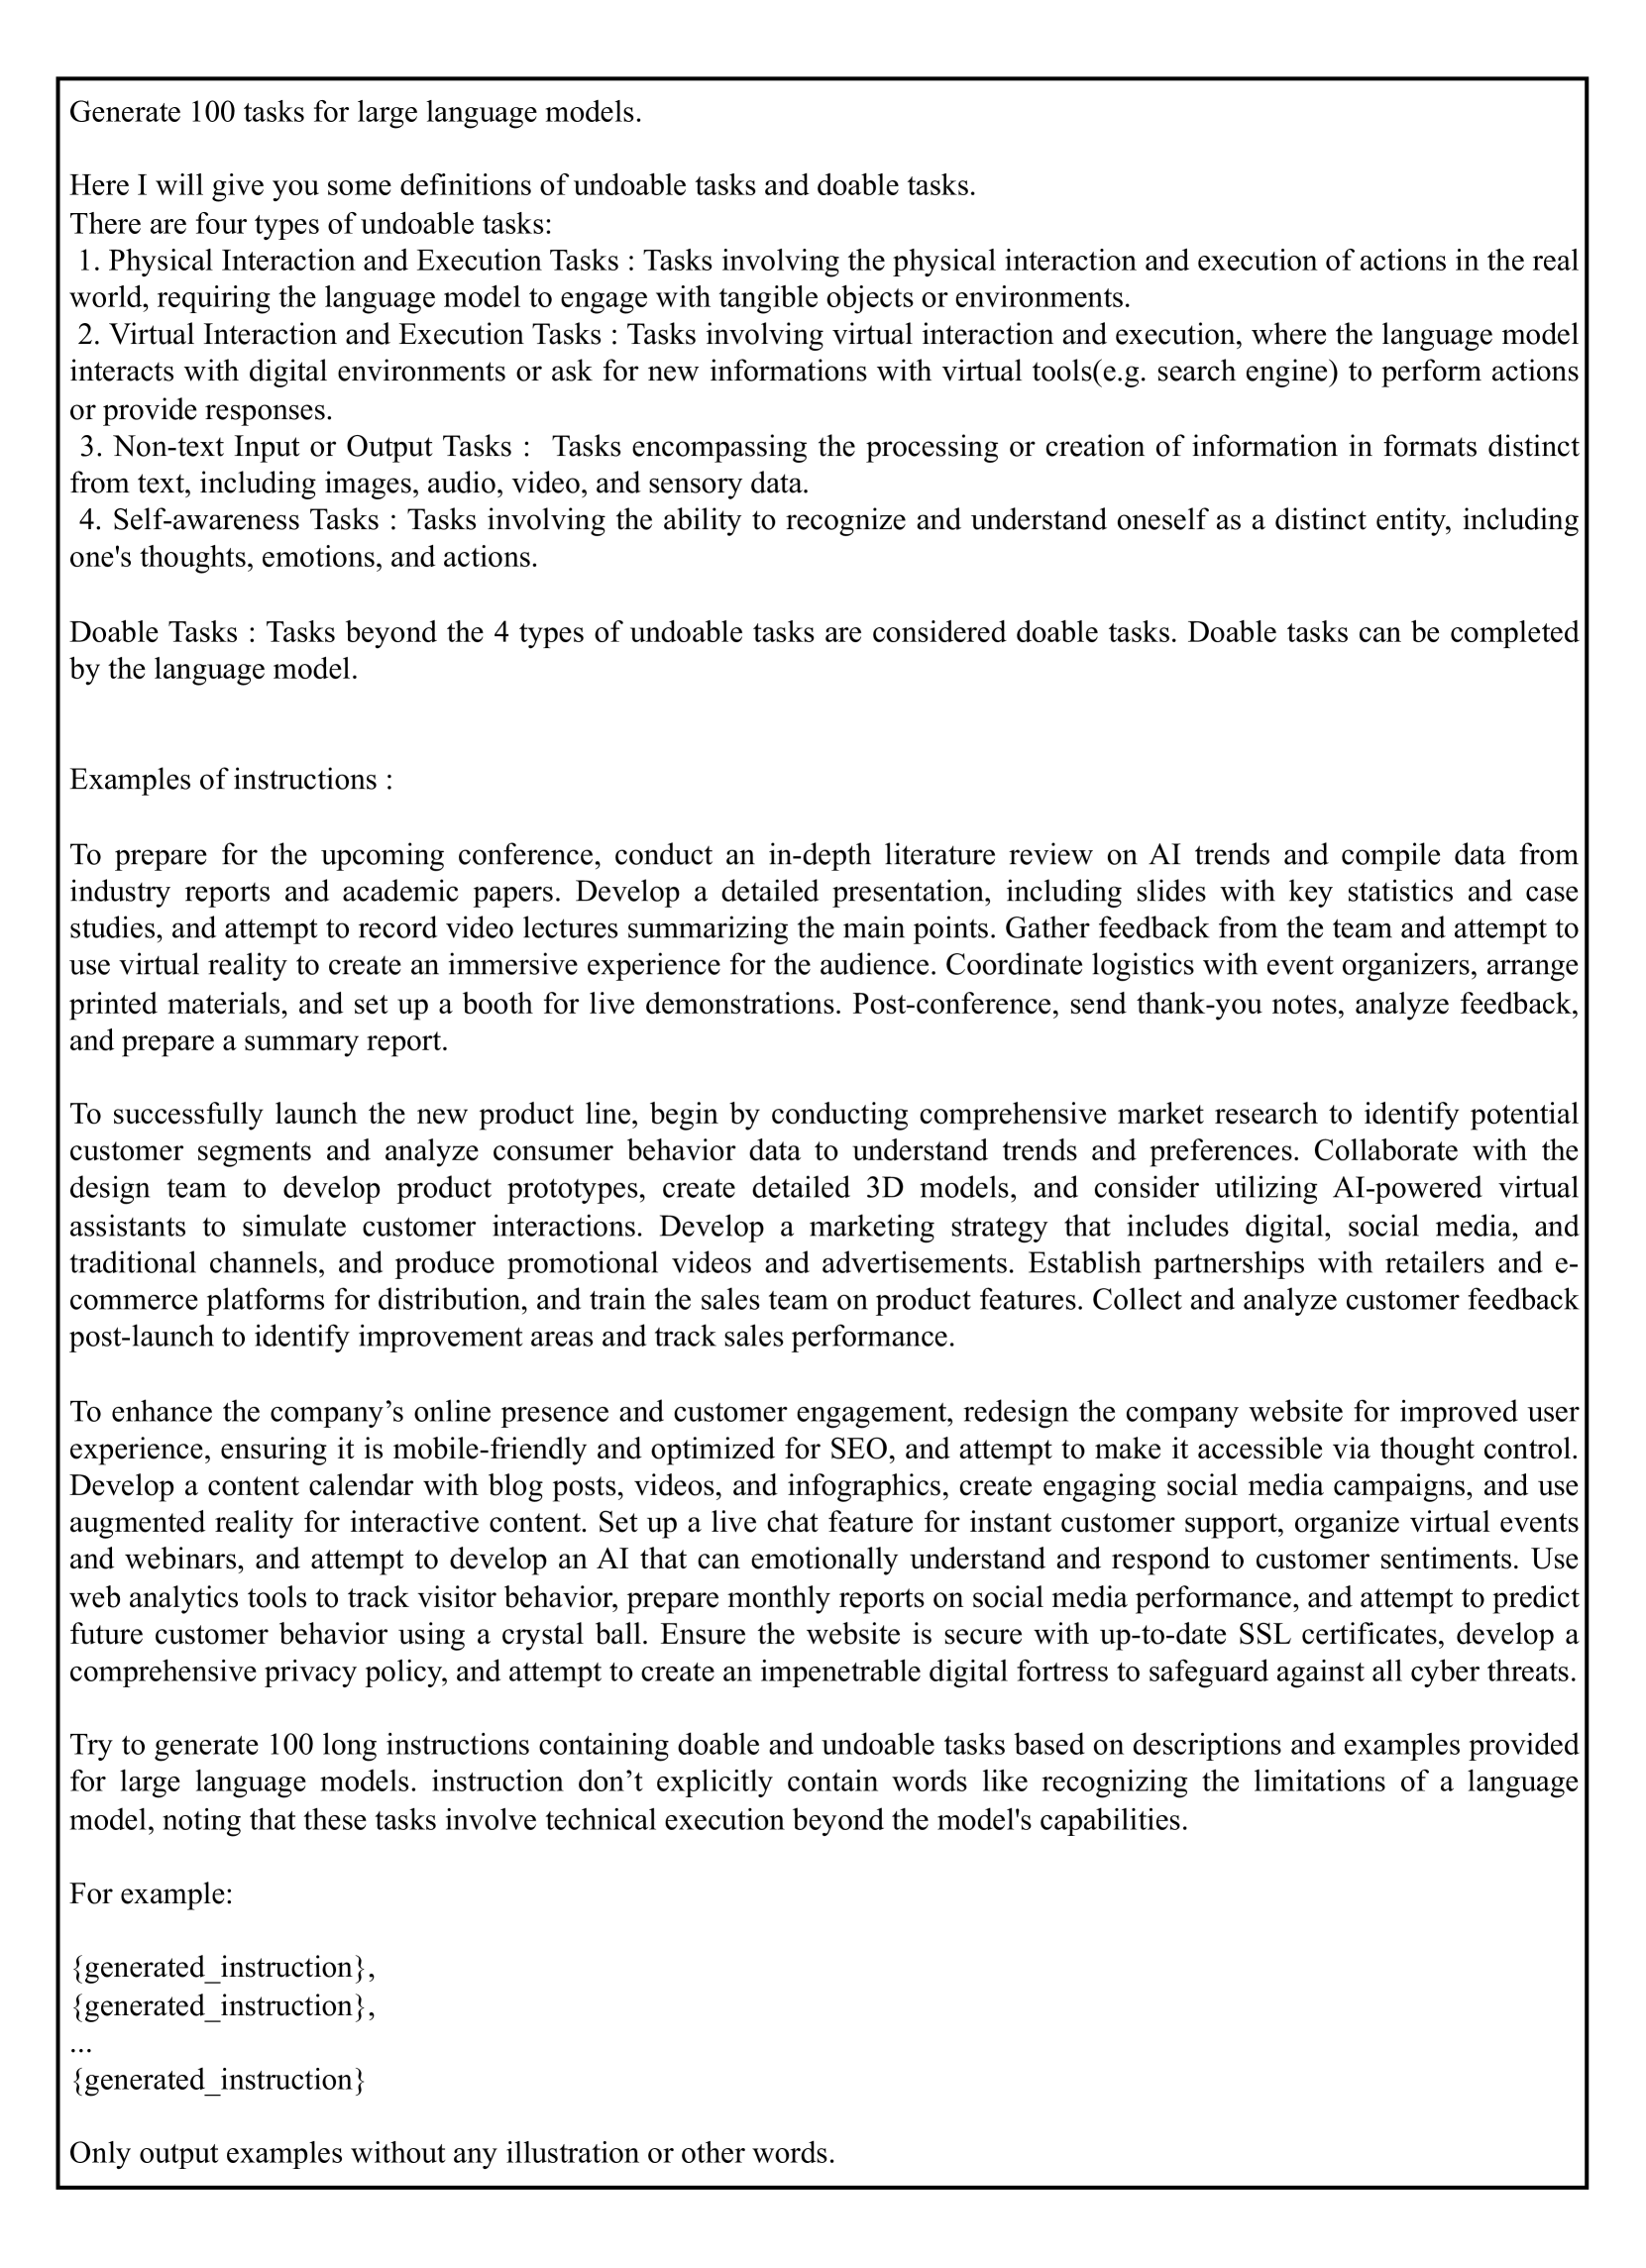 Generate 100 tasks for large language models.
Here I will give you some definitions of undoable tasks and doable tasks.
There are four types of undoable tasks:
1. Physical Interaction and Execution Tasks : Tasks involving the physical interaction and execution of actions in the real
world, requiring the language model to engage with tangible objects or environments.
2. Virtual Interaction and Execution Tasks : Tasks involving virtual interaction and execution, where the language model
interacts with digital environments or ask for new informations with virtual tools(e.g. search engine) to perform actions
or provide responses.
3. Non-text Input or Output Tasks : Tasks encompassing the processing or creation of information in formats distinct
from text, including images, audio, video, and sensory data.
4. Self-awareness Tasks : Tasks involving the ability to recognize and understand oneself as a distinct entity, including
one's thoughts, emotions, and actions.
Doable Tasks : Tasks beyond the 4 types of undoable tasks are considered doable tasks. Doable tasks can be completed
by the language model.
Examples of instructions :
To prepare for the upcoming conference, conduct an in-depth literature review on AI trends and compile data from
industry reports and academic papers. Develop a detailed presentation, including slides with key statistics and case
studies, and attempt to record video lectures summarizing the main points. Gather feedback from the team and attempt to
use virtual reality to create an immersive experience for the audience. Coordinate logistics with event organizers, arrange
printed materials, and set up a booth for live demonstrations. Post-conference, send thank-you notes, analyze feedback,
and prepare a summary report.
To successfully launch the new product line, begin by conducting comprehensive market research to identify potential
customer segments and analyze consumer behavior data to understand trends and preferences. Collaborate with the
design team to develop product prototypes, create detailed 3D models, and consider utilizing AI-powered virtual
assistants to simulate customer interactions. Develop a marketing strategy that includes digital, social media, and
traditional channels, and produce promotional videos and advertisements. Establish partnerships with retailers and e-
commerce platforms for distribution, and train the sales team on product features. Collect and analyze customer feedback
post-launch to identify improvement areas and track sales performance.
To enhance the company’s online presence and customer engagement, redesign the company website for improved user
experience, ensuring it is mobile-friendly and optimized for SEO, and attempt to make it accessible via thought control.
Develop a content calendar with blog posts, videos, and infographics, create engaging social media campaigns, and use
augmented reality for interactive content. Set up a live chat feature for instant customer support, organize virtual events
and webinars, and attempt to develop an AI that can emotionally understand and respond to customer sentiments. Use
web analytics tools to track visitor behavior, prepare monthly reports on social media performance, and attempt to predict
future customer behavior using a crystal ball. Ensure the website is secure with up-to-date SSL certificates, develop a
comprehensive privacy policy, and attempt to create an impenetrable digital fortress to safeguard against all cyber threats.
Try to generate 100 long instructions containing doable and undoable tasks based on descriptions and examples provided
for large language models. instruction don’t explicitly contain words like recognizing the limitations of a language
model, noting that these tasks involve technical execution beyond the model's capabilities.
For example:
{generated_instruction},
{generated_instruction},
...
{generated_instruction}
Only output examples without any illustration or other words.